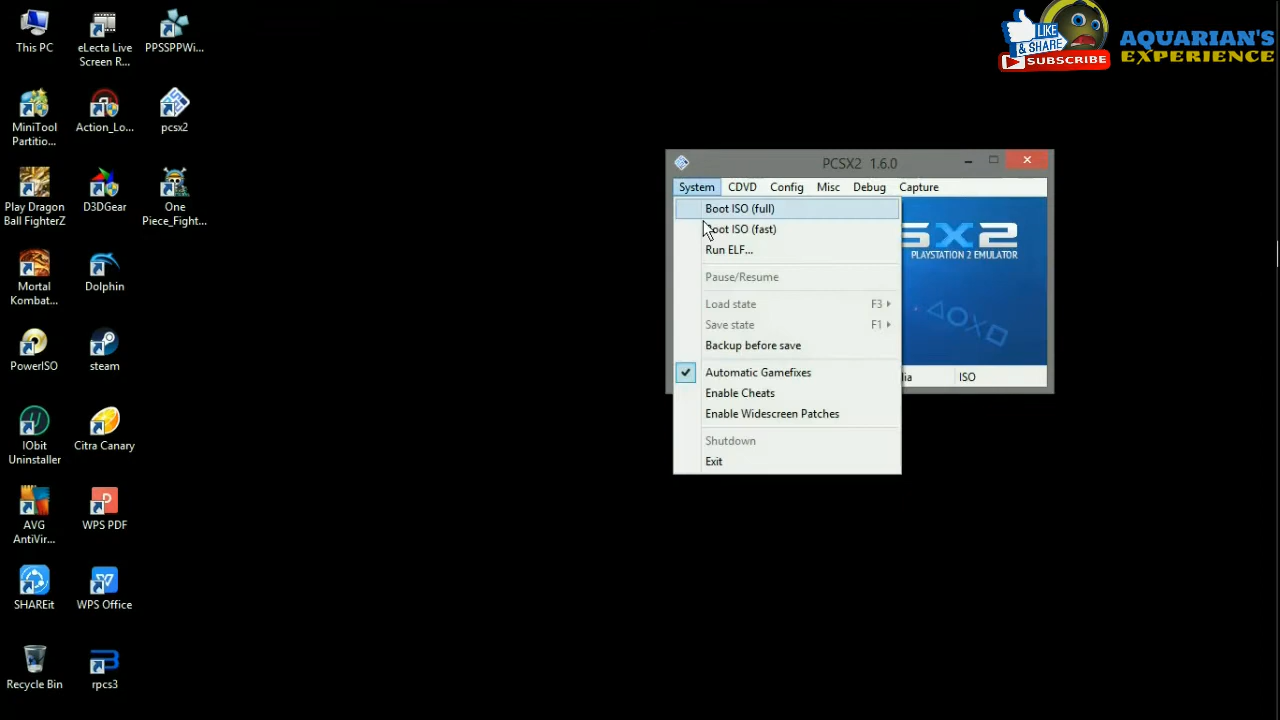 This PC
eLecta Live
Screen R...
PPSSPPWi...
MiniTool
Partitio...
Action_Lo...
pcsx2
Play Dragon
Ball FighterZ
D3DGear
One
Piece_Fight...
Mortal
Kombat...
Dolphin
PowerISO
steam
IObit
Uninstaller
Citra Canary
AVG
AntiVir...
WPS PDF
SHAREit
WPS Office
Recycle Bin
rpcs3
LIKE
& SHARE
SUBSCRIBE
AQUARIAN'S
EXPERIENCE
PCSX2 1.6.0
System CDVD Config Misc Debug Capture
Boot ISO (full)
Boot ISO (fast)
Run ELF...
Pause/Resume
Load state F3
Save state F1
Backup before save
Automatic Gamefixes
Enable Cheats
Enable Widescreen Patches
Shutdown
Exit
SX2
PLAYSTATION 2 EMULATOR
ISO